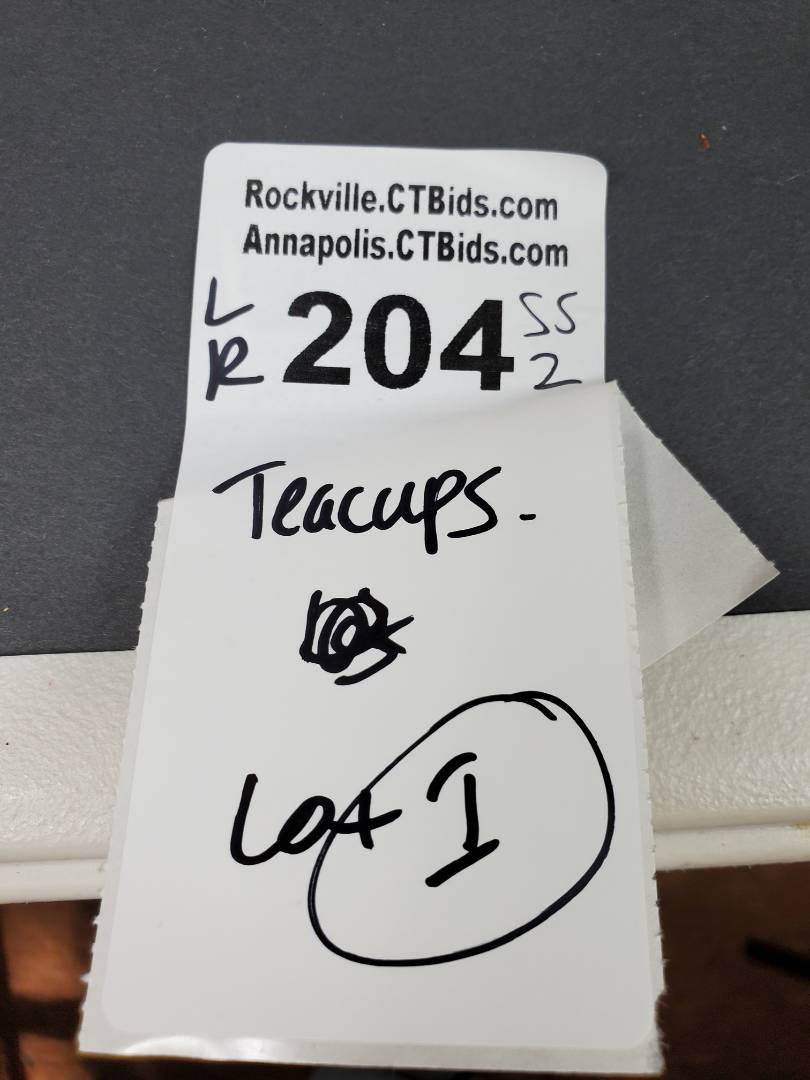 Rockville.CTBids.com
Annapolis.CTBids.com
L 204 SS
R 2
Teacups.
Lot I